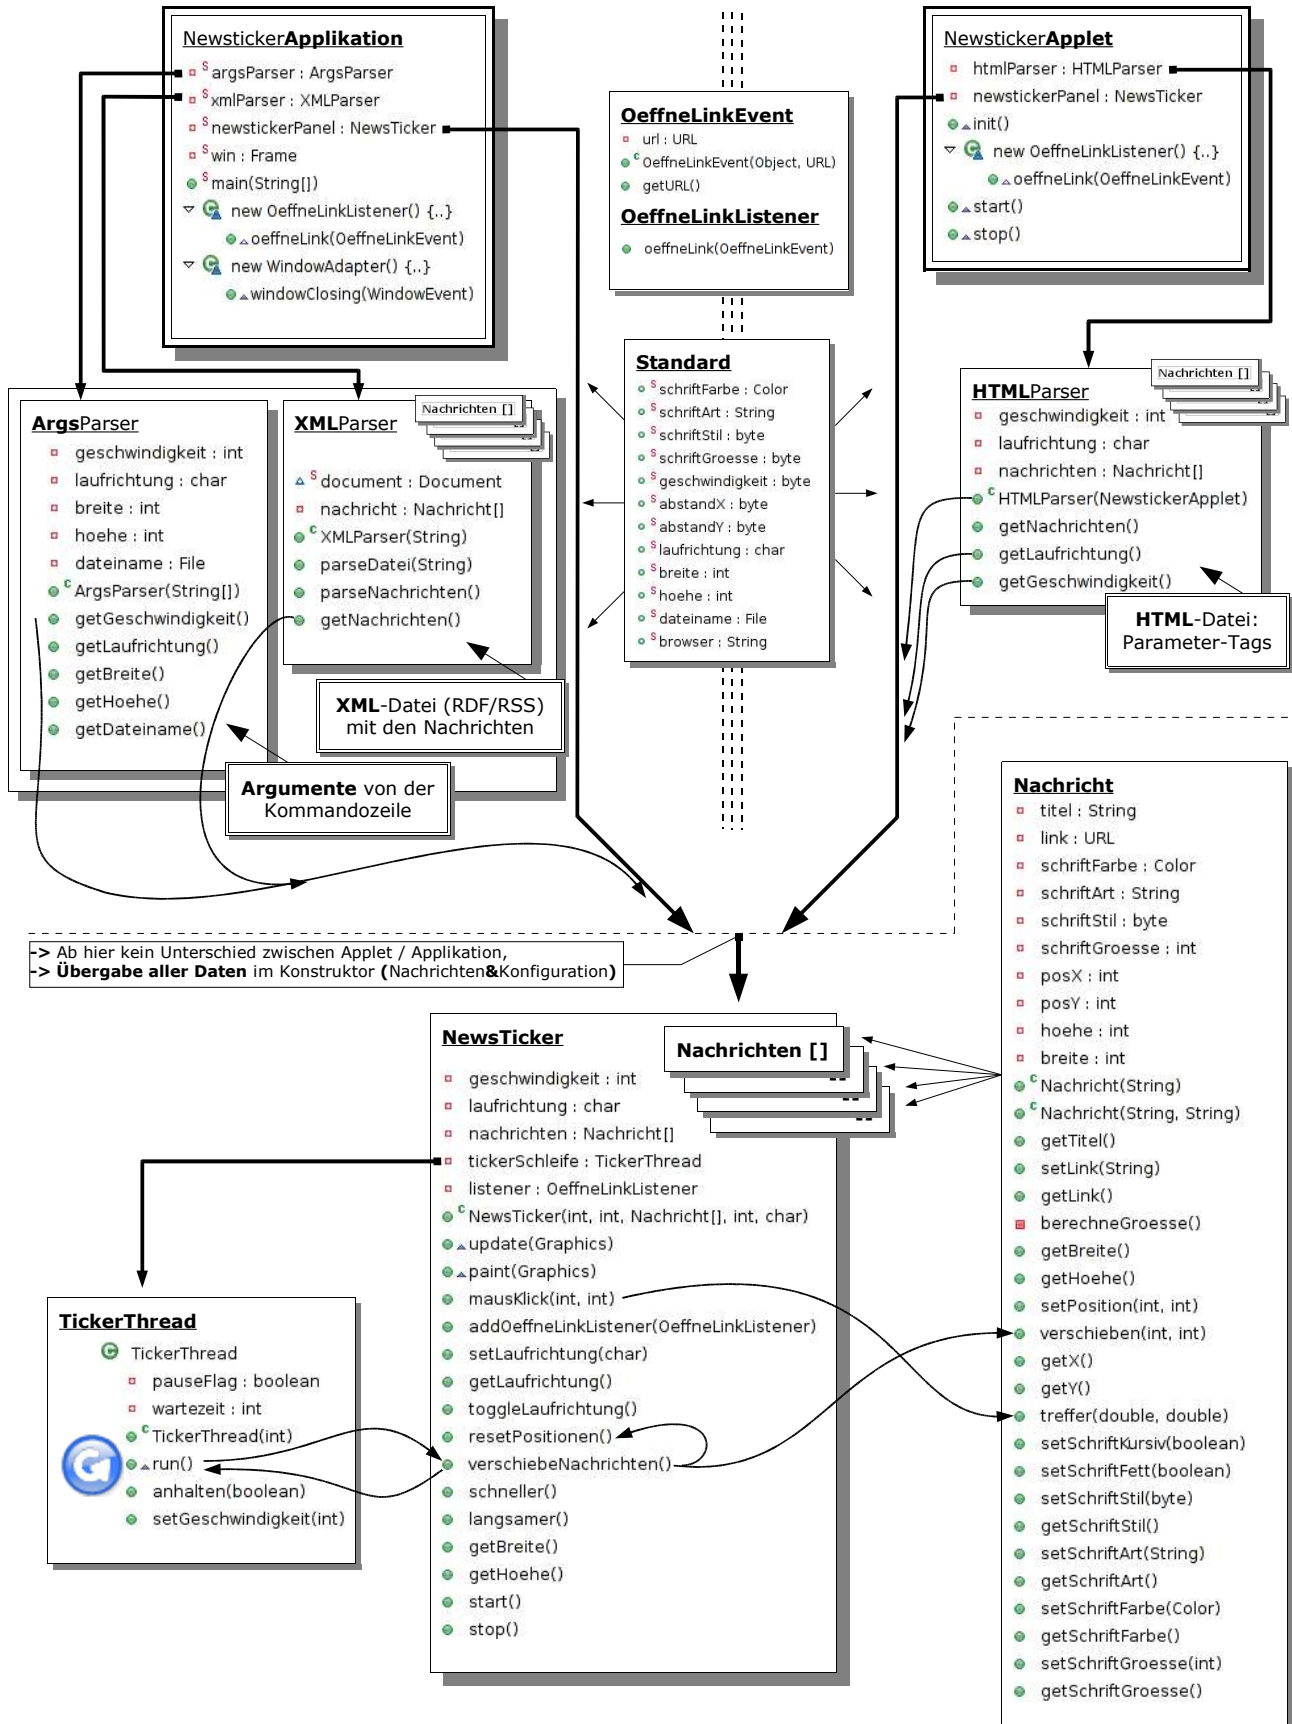 NewstickerApplikation
S argsParser : ArgsParser
S xmlParser : XMLParser
S newstickerPanel : NewsTicker
S win : Frame
S main(String[])
new OeffneLinkListener() {..}
oeffneLink(OeffneLinkEvent)
new WindowAdapter() {..}
windowClosing(WindowEvent)
OeffneLinkEvent
url : URL
C OeffneLinkEvent(Object, URL)
getURL()
OeffneLinkListener
oeffneLink(OeffneLinkEvent)
NewstickerApplet
htmlParser : HTMLParser
newstickerPanel : NewsTicker
init()
new OeffneLinkListener() {..}
oeffneLink(OeffneLinkEvent)
start()
stop()
ArgsParser
geschwindigkeit : int
laufrichtung : char
breite : int
hoehe : int
dateiname : File
C ArgsParser(String[])
getGeschwindigkeit()
getLaufrichtung()
getBreite()
getHoehe()
getDateiname()
Argumente von der
Kommandozeile
XMLParser
Nachrichten []
S document : Document
nachricht : Nachricht[]
C XMLParser(String)
parseDatei(String)
parseNachrichten()
getNachrichten()
XML-Datei (RDF/RSS)
mit den Nachrichten
Standard
S schriftFarbe : Color
S schriftArt : String
S schriftStil : byte
S schriftGroesse : byte
S geschwindigkeit : byte
S abstandX : byte
S abstandY : byte
S laufrichtung : char
S breite : int
S hoehe : int
S dateiname : File
S browser : String
HTMLParser
Nachrichten []
geschwindigkeit : int
laufrichtung : char
nachrichten : Nachricht[]
C HTMLParser(NewstickerApplet)
getNachrichten()
getLaufrichtung()
getGeschwindigkeit()
HTML-Datei:
Parameter-Tags
-> Ab hier kein Unterschied zwischen Applet / Applikation,
-> Übergabe aller Daten im Konstruktor (Nachrichten&Konfiguration)
NewsTicker
Nachrichten []
geschwindigkeit : int
laufrichtung : char
nachrichten : Nachricht[]
tickerSchleife : TickerThread
listener : OeffneLinkListener
C NewsTicker(int, int, Nachricht[], int, char)
update(Graphics)
paint(Graphics)
mausKlick(int, int)
addOeffneLinkListener(OeffneLinkListener)
setLaufrichtung(char)
getLaufrichtung()
toggleLaufrichtung()
resetPositionen()
verschiebeNachrichten()
schneller()
langsamer()
getBreite()
getHoehe()
start()
stop()
TickerThread
C TickerThread
pauseFlag : boolean
wartezeit : int
C TickerThread(int)
run()
anhalten(boolean)
setGeschwindigkeit(int)
Nachricht
titel : String
link : URL
schriftFarbe : Color
schriftArt : String
schriftStil : byte
schriftGroesse : int
posX : int
posY : int
hoehe : int
breite : int
C Nachricht(String)
C Nachricht(String, String)
getTitel()
setLink(String)
getLink()
berechneGroesse()
getBreite()
getHoehe()
setPosition(int, int)
verschieben(int, int)
getX()
getY()
treffer(double, double)
setSchriftKursiv(boolean)
setSchriftFett(boolean)
setSchriftStil(byte)
getSchriftStil()
setSchriftArt(String)
getSchriftArt()
setSchriftFarbe(Color)
getSchriftFarbe()
setSchriftGroesse(int)
getSchriftGroesse()